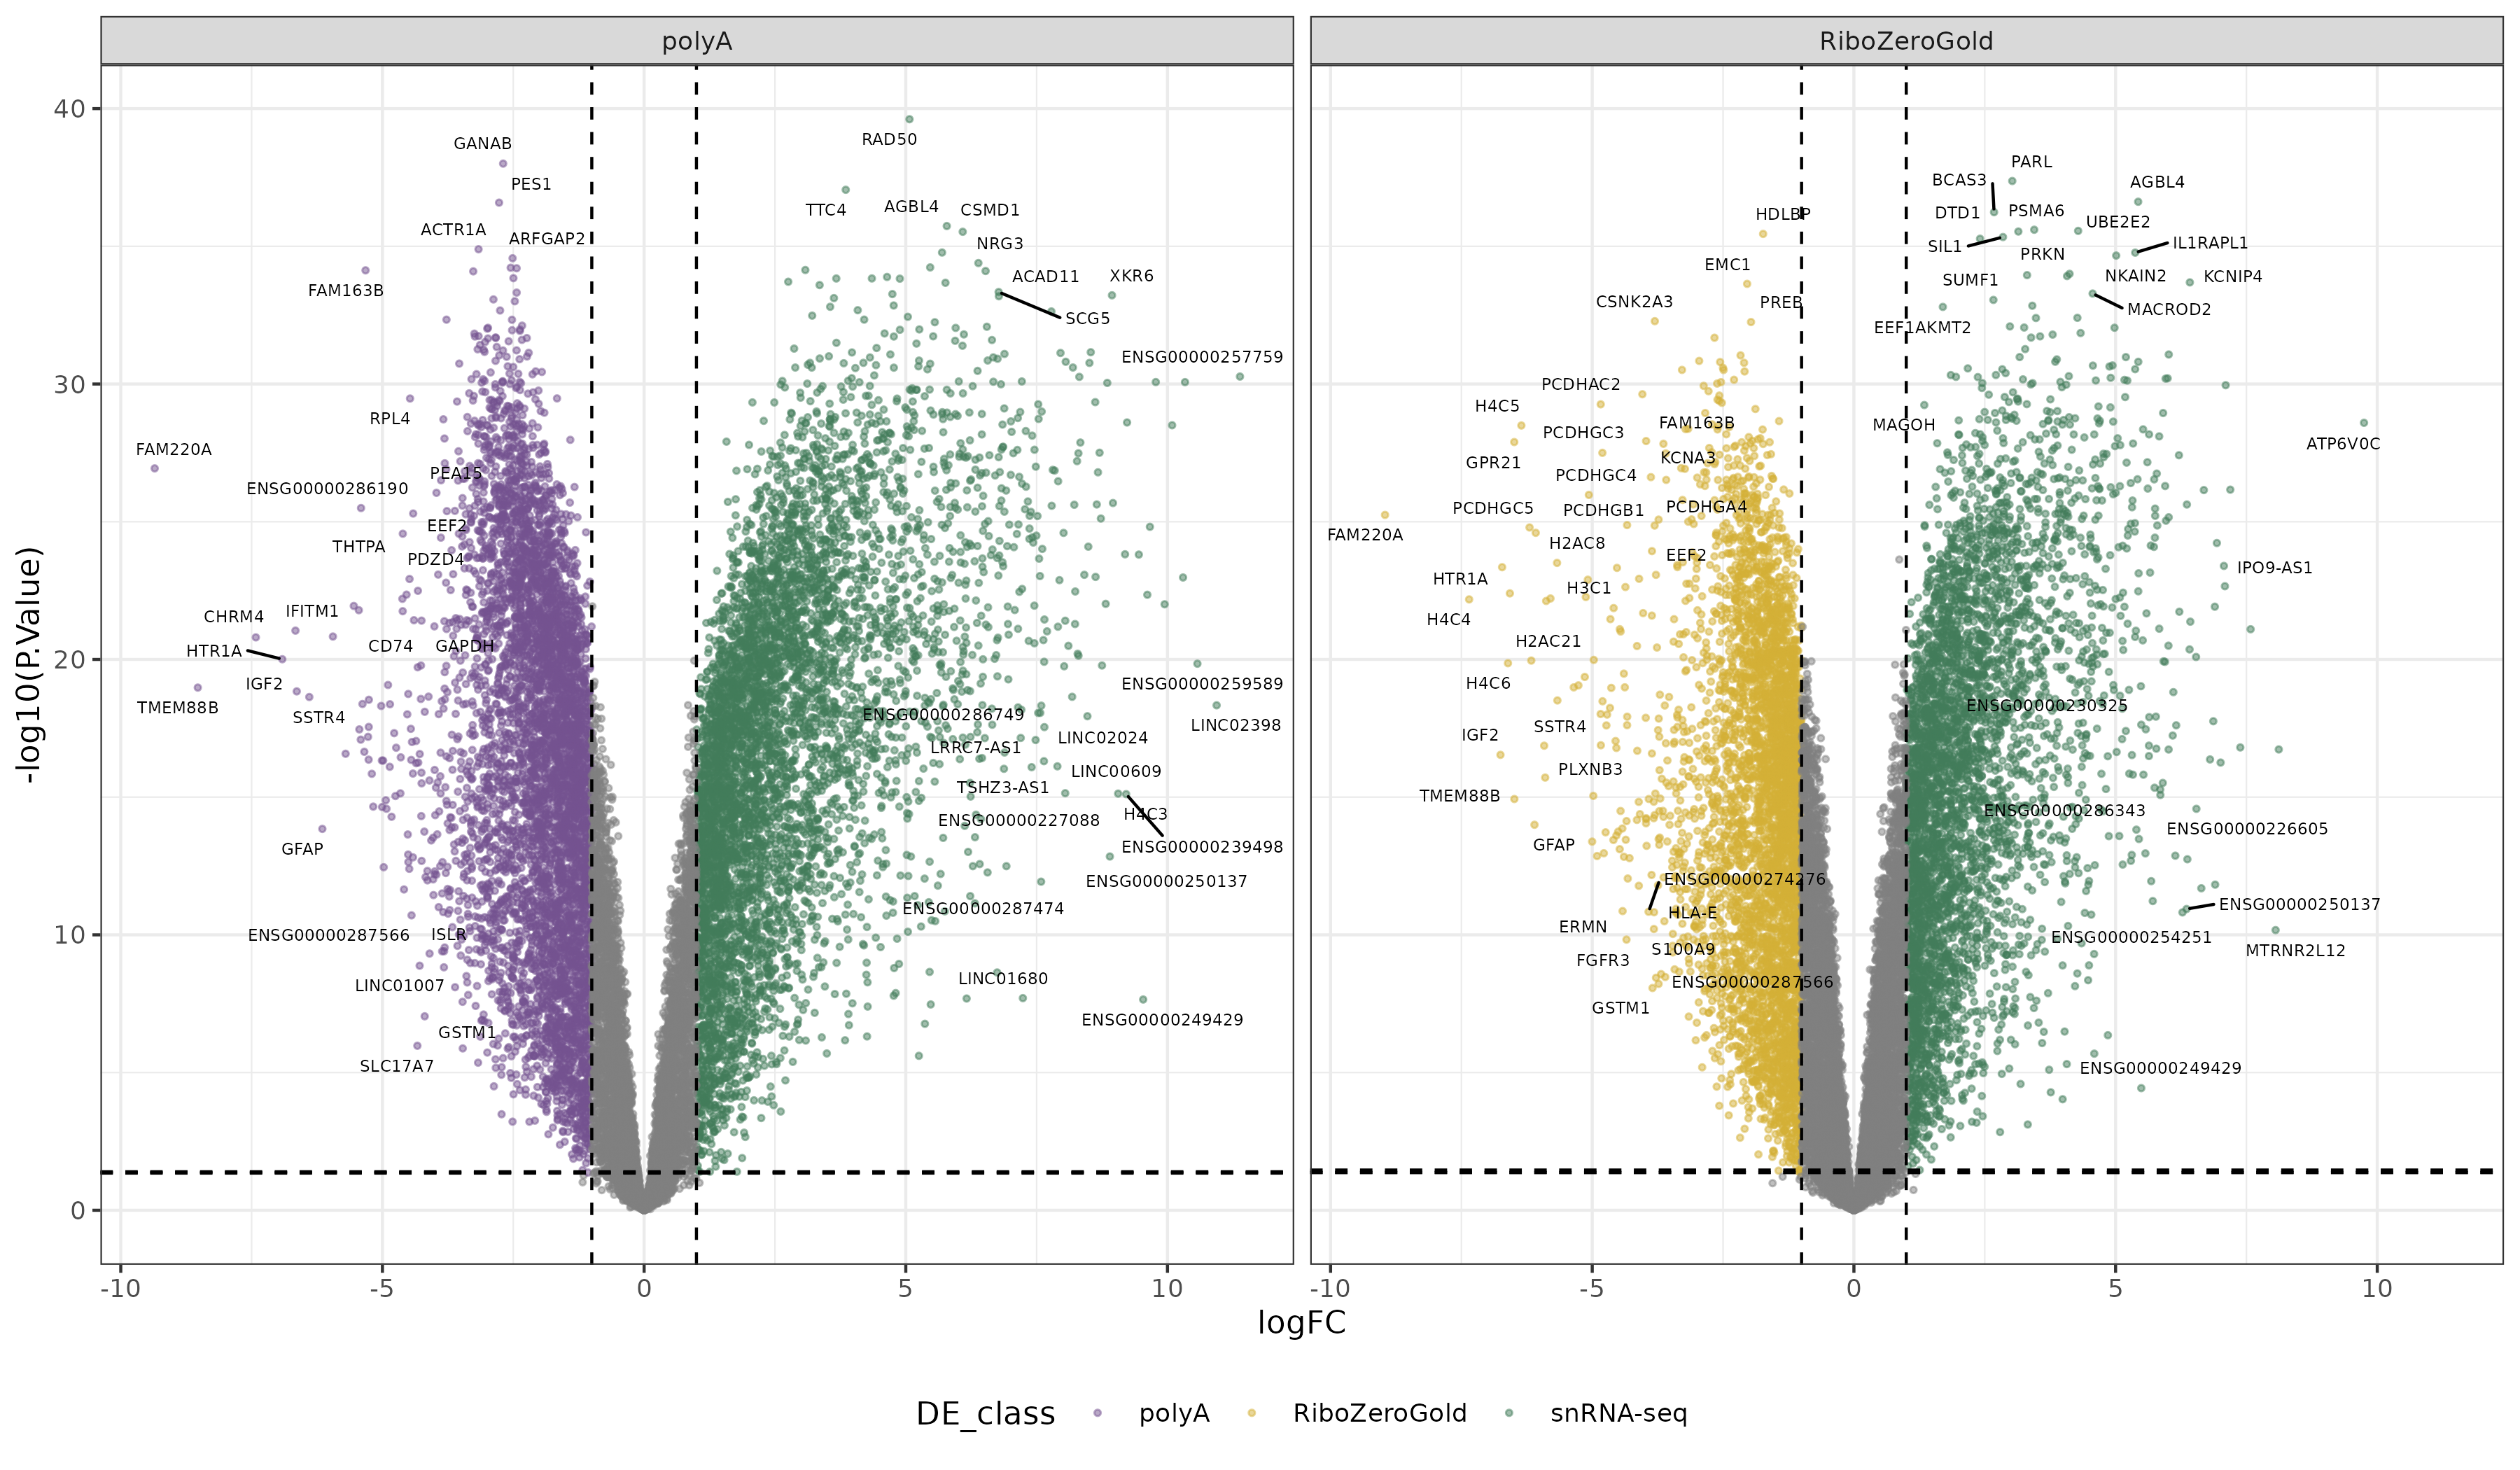 polyA
RiboZeroGold
-log10(P.Value)
40
30
20
10
0
GANAB
PES1
ACTR1A
ARFGAP2
FAM163B
RPL4
FAM220A
PEA15
ENSG00000286190
EEF2
THTPA
PDZD4
CHRM4
IFITM1
HTR1A
CD74
GAPDH
IGF2
TMEM88B
SSTR4
GFAP
ENSG00000287566
ISLR
LINC01007
GSTM1
SLC17A7
RAD50
TTC4
AGBL4
CSMD1
NRG3
ACAD11
XKR6
SCG5
ENSG00000257759
ENSG00000259589
ENSG00000286749
LINC02398
LINC02024
LRRC7-AS1
LINC00609
TSHZ3-AS1
H4C3
ENSG00000227088
ENSG00000239498
ENSG00000250137
ENSG00000287474
LINC01680
ENSG00000249429
-10
-5
0
5
10
HDLBP
EMC1
CSNK2A3
PREB
PCDHAC2
H4C5
FAM163B
PCDHGC3
GPR21
KCNA3
PCDHGC4
PCDHGC5
PCDHGB1
PCDHGA4
FAM220A
H2AC8
EEF2
HTR1A
H3C1
H4C4
H2AC21
H4C6
IGF2
SSTR4
PLXNB3
TMEM88B
GFAP
ENSG00000274276
HLA-E
ERMN
S100A9
FGFR3
ENSG00000287566
GSTM1
PARL
BCAS3
AGBL4
DTD1
PSMA6
UBE2E2
SIL1
IL1RAPL1
PRKN
SUMF1
NKAIN2
KCNIP4
MACROD2
EEF1AKMT2
MAGOH
ATP6V0C
IPO9-AS1
ENSG00000230325
ENSG00000286343
ENSG00000226605
ENSG00000250137
ENSG00000254251
MTRNR2L12
ENSG00000249429
-10
-5
0
5
10
logFC
DE_class
polyA
RiboZeroGold
snRNA-seq